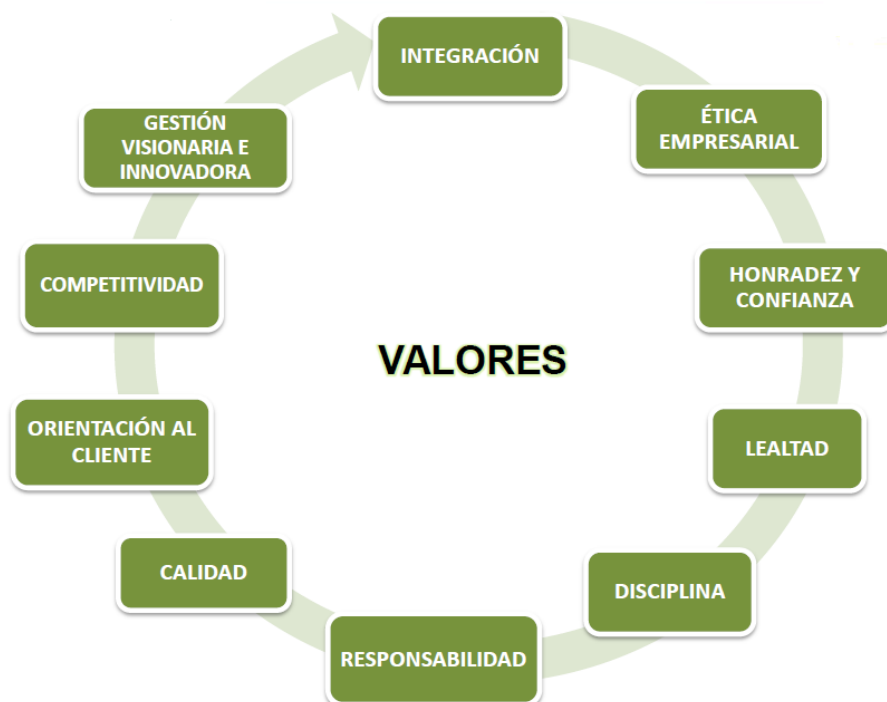 INTEGRACIÓN
ÉTICA
EMPRESARIAL
HONRADEZ Y
CONFIANZA
LEALTAD
DISCIPLINA
RESPONSABILIDAD
CALIDAD
ORIENTACIÓN AL
CLIENTE
COMPETITIVIDAD
GESTIÓN
VISIONARIA E
INNOVADORA
VALORES